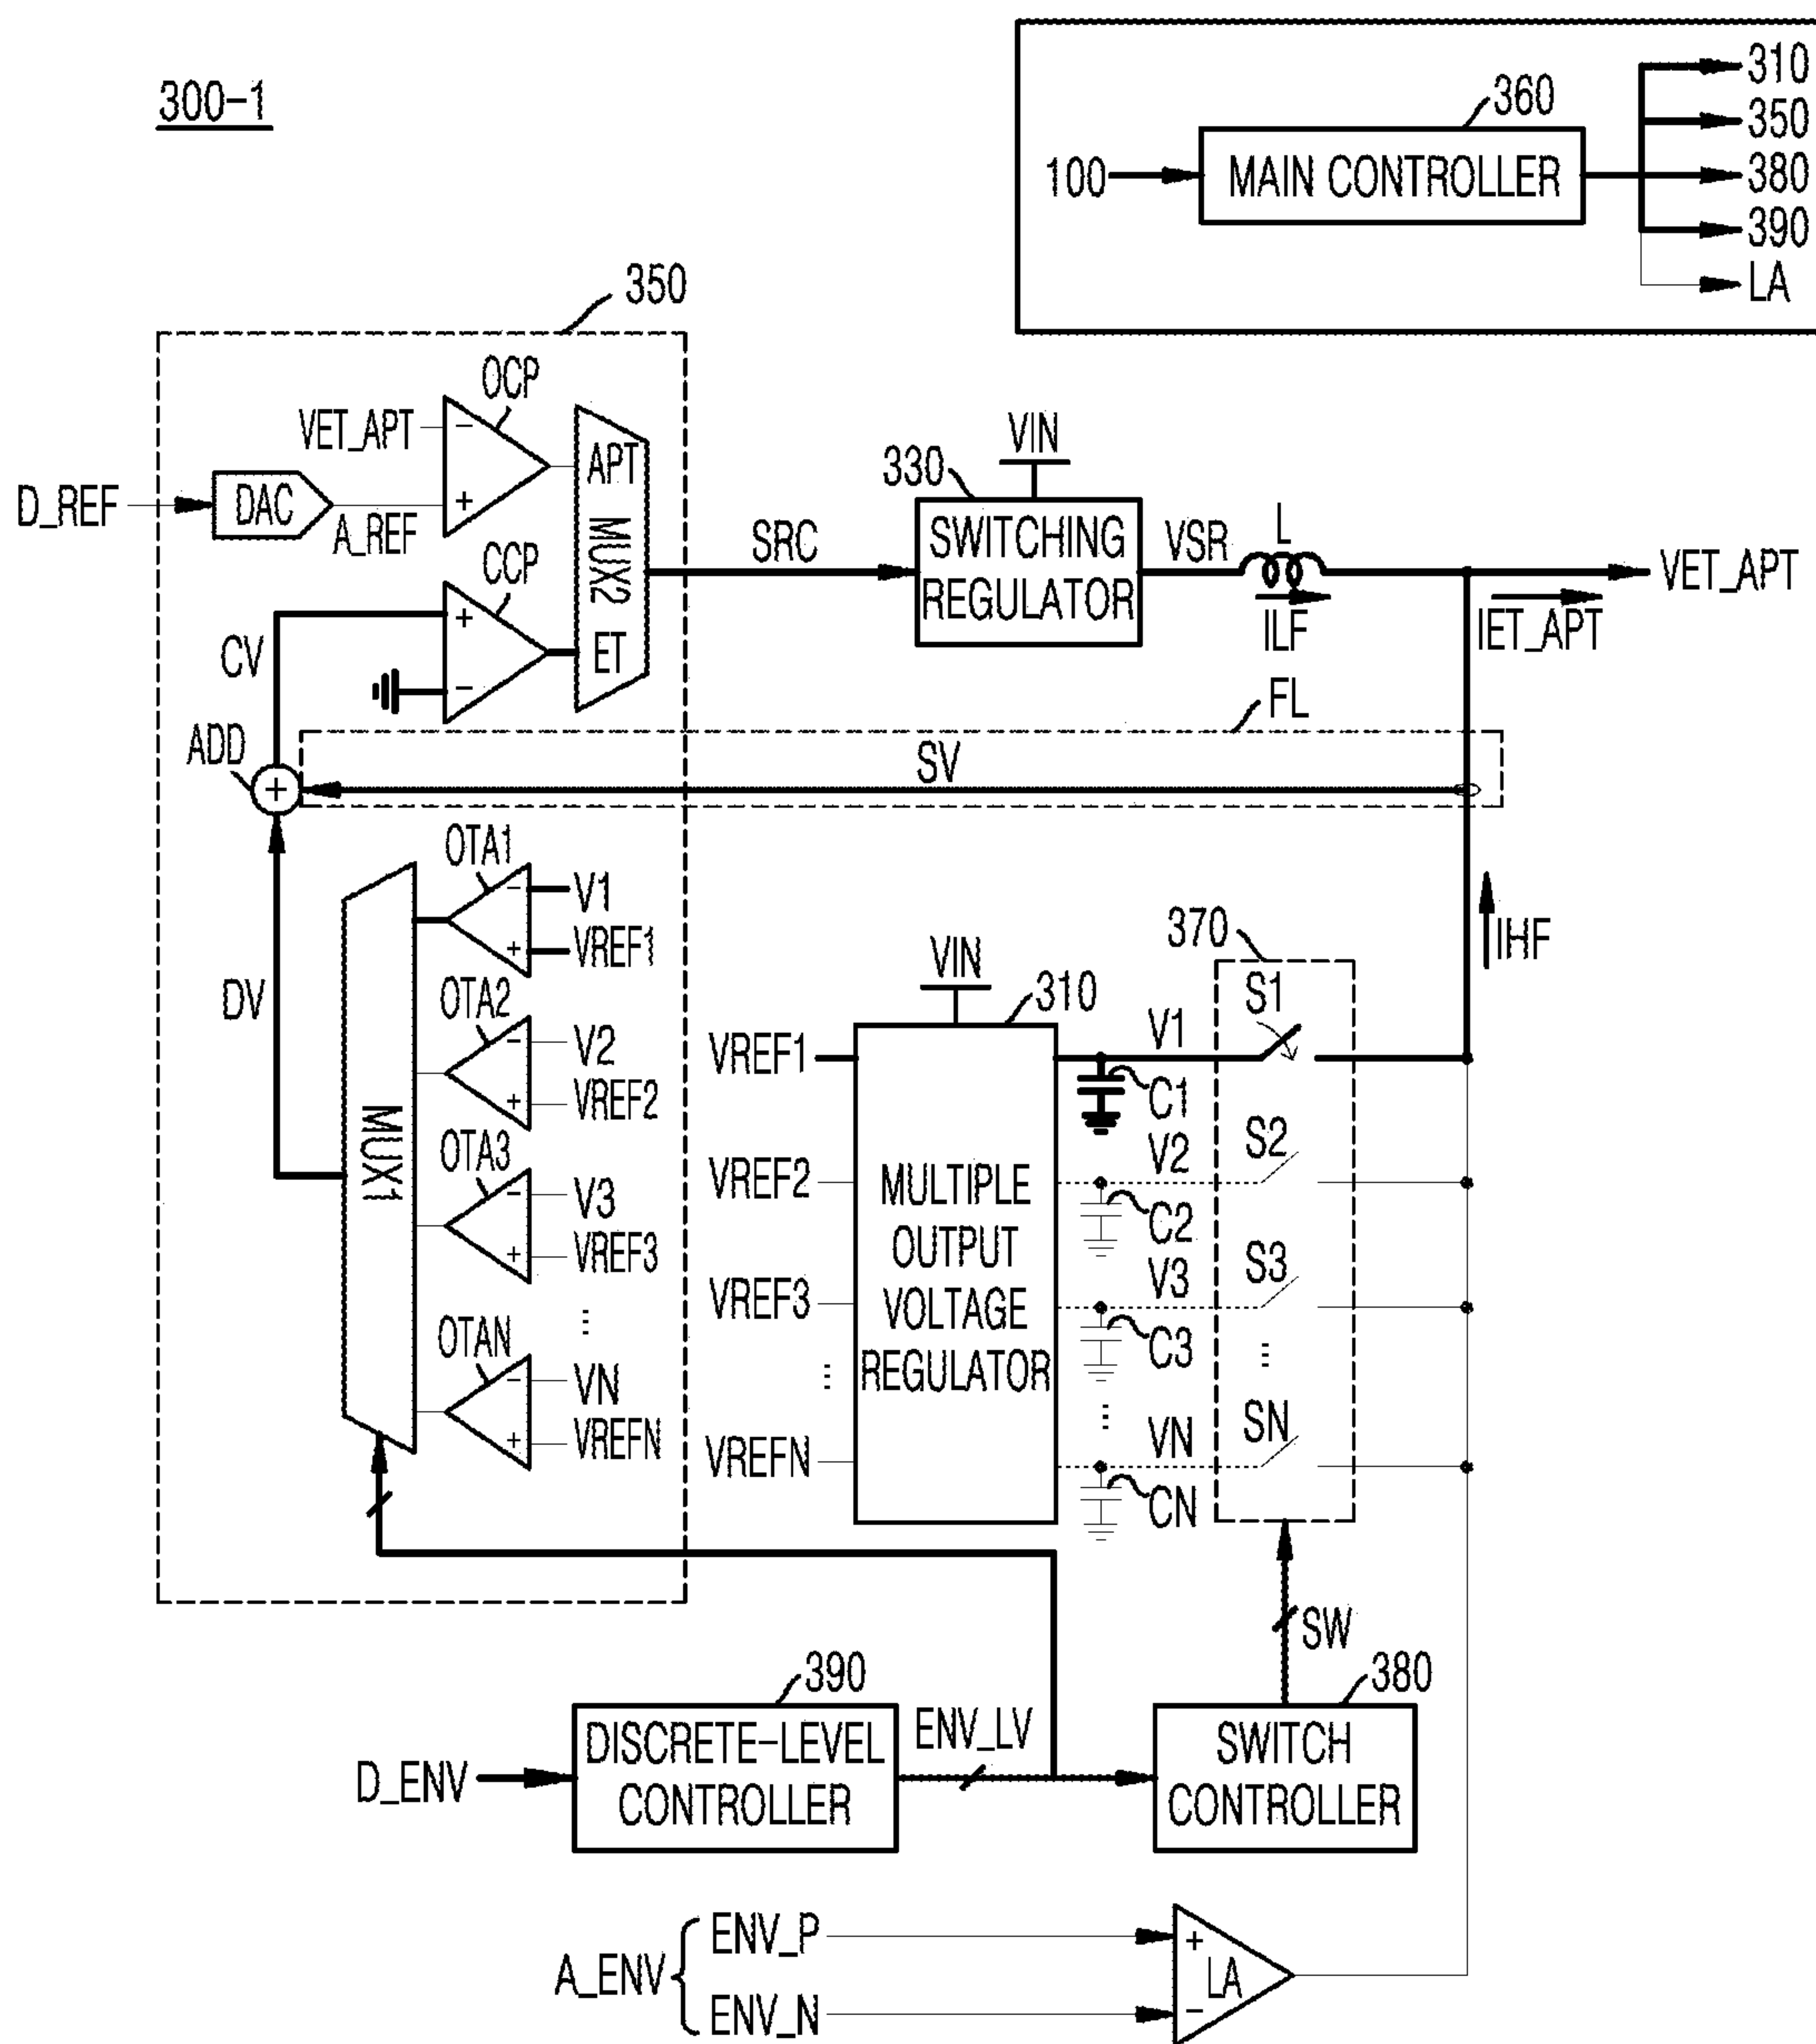 300-1
360
100
MAIN CONTROLLER
310
350
380
390
LA
350
OCP
VET_APT
-
+
D_REF
DAC
A_REF
CCP
+
-
CV
APT
MUX2
ET
SRC
VIN
330
SWITCHING
REGULATOR
VSR
L
ILF
VET_APT
IET_APT
FL
ADD
+
SV
DV
MUX1
OTA1
-
V1
+
VREF1
OTA2
-
V2
+
VREF2
OTA3
-
V3
+
VREF3
...
OTAN
-
VN
+
VREFN
VIN
310
VREF1
VREF2
VREF3
...
VREFN
MULTIPLE
OUTPUT
VOLTAGE
REGULATOR
370
IHF
V1
S1
C1
V2
S2
C2
V3
S3
C3
...
...
VN
SN
CN
SW
390
380
D_ENV
DISCRETE-LEVEL
CONTROLLER
ENV_LV
SWITCH
CONTROLLER
A_ENV
ENV_P
ENV_N
+
LA
-